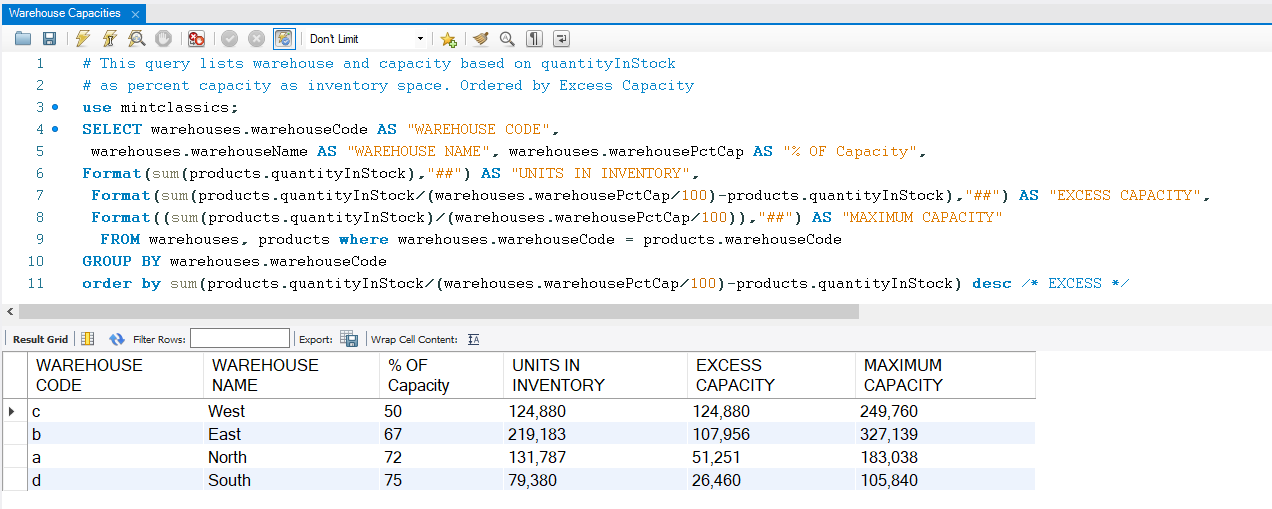 Warehouse Capacities
Don't Limit
1 # This query lists warehouse and capacity based on quantityInStock
2 # as percent capacity as inventory space. Ordered by Excess Capacity
3 use mintclassics;
4 SELECT warehouses.warehouseCode AS "WAREHOUSE CODE",
5 warehouses.warehouseName AS "WAREHOUSE NAME", warehouses.warehousePctCap AS "% OF Capacity",
6 Format(sum(products.quantityInStock),"##") AS "UNITS IN INVENTORY",
7 Format(sum(products.quantityInStock/(warehouses.warehousePctCap/100)-products.quantityInStock),"##") AS "EXCESS CAPACITY",
8 Format((sum(products.quantityInStock)/(warehouses.warehousePctCap/100)),"##") AS "MAXIMUM CAPACITY"
9 FROM warehouses, products where warehouses.warehouseCode = products.warehouseCode
10 GROUP BY warehouses.warehouseCode
11 order by sum(products.quantityInStock/(warehouses.warehousePctCap/100)-products.quantityInStock) desc /* EXCESS */
Result Grid Filter Rows: Export: Wrap Cell Content:
WAREHOUSE WAREHOUSE % OF UNITS IN EXCESS MAXIMUM
CODE NAME Capacity INVENTORY CAPACITY CAPACITY
c West 50 124,880 124,880 249,760
b East 67 219,183 107,956 327,139
a North 72 131,787 51,251 183,038
d South 75 79,380 26,460 105,840